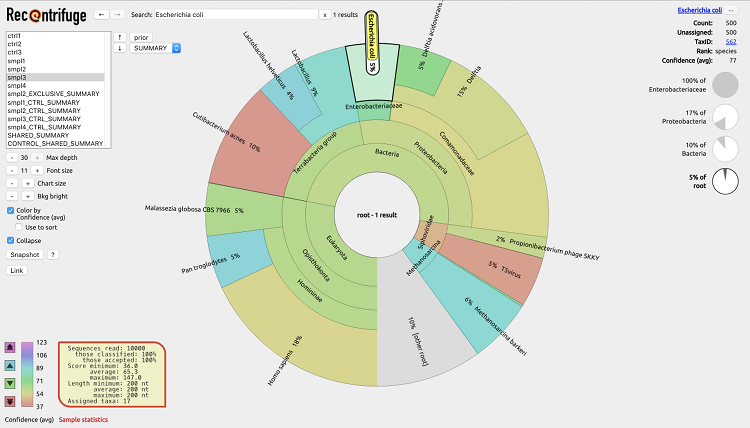 Recentrifuge
← → Search: Escherichia coli x 1 results
ctrl1
ctrl2
ctrl3
smpl1
smpl2
smpl3
smpl4
smpl2_EXCLUSIVE_SUMMARY
smpl1_CTRL_SUMMARY
smpl2_CTRL_SUMMARY
smpl3_CTRL_SUMMARY
smpl4_CTRL_SUMMARY
SHARED_SUMMARY
CONTROL_SHARED_SUMMARY
↑ prior
↓ SUMMARY
- 30 + Max depth
- 11 + Font size
- + Chart size
- + Bkg bright
Color by
Confidence (avg)
Use to sort
Collapse
Snapshot ?
Link
Escherichia coli 5%
5% Delftia acidovorans
15% Delftia
Lactobacillus 9%
Lactobacillus helveticus 4%
Cutibacterium acnes 10%
Enterobacteriaceae
Comamonadaceae
Terrabacteria group
Proteobacteria
Bacteria
root - 1 result
Malassezia globosa CBS 7966 5%
Pan troglodytes 5%
Homo sapiens 18%
Eukaryota
Opisthokonta
Homininae
Siphoviridae
Methanosarcina
2% Propionibacterium phage SKKY
5% T5virus
6% Methanosarcina barkeri
10% [other root]
Escherichia coli ↔
Count: 500
Unassigned: 500
TaxID: 562
Rank: species
Confidence (avg): 77
100% of
Enterobacteriaceae
17% of
Proteobacteria
10% of
Bacteria
5% of
root
123
106
89
71
54
37
Sequences read: 10000
those classified: 100%
those accepted: 100%
Score minimum: 36.0
average: 65.3
maximum: 147.0
Length minimum: 200 nt
average: 200 nt
maximum: 200 nt
Assigned taxa: 17
Confidence (avg) Sample statistics